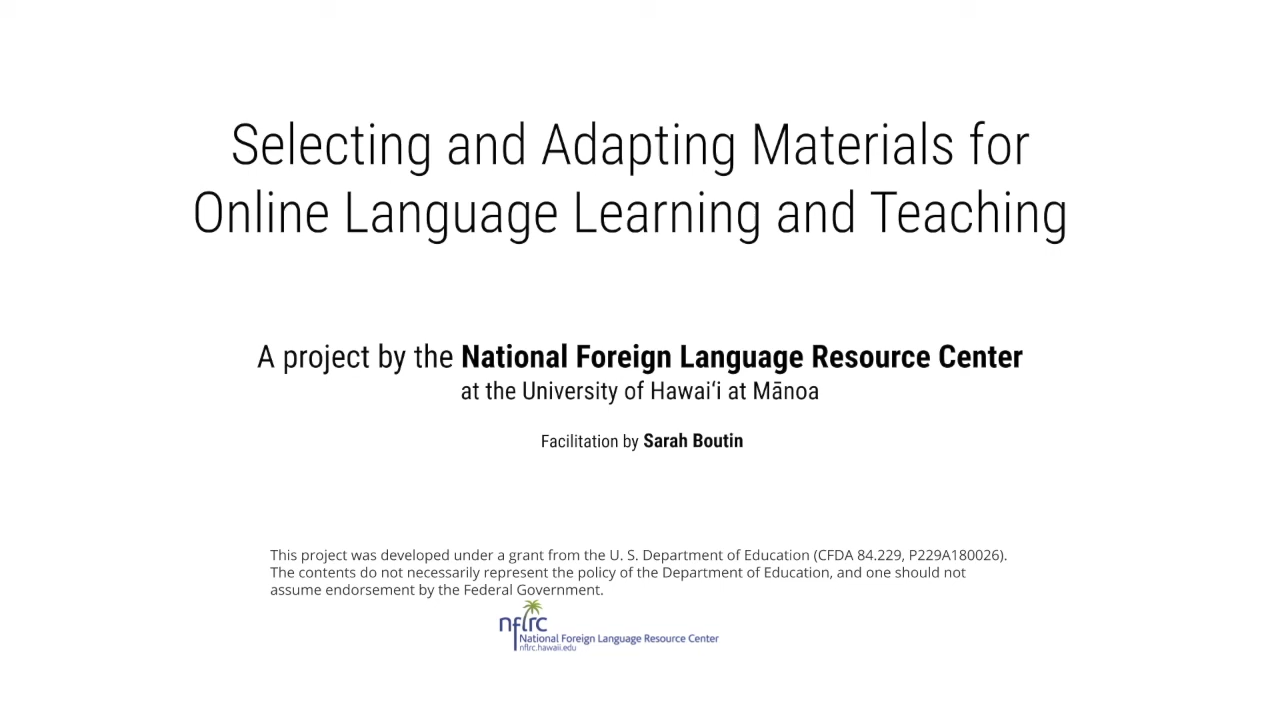 Selecting and Adapting Materials for
Online Language Learning and Teaching
A project by the National Foreign Language Resource Center
at the University of Hawaiʻi at Mānoa
Facilitation by Sarah Boutin
This project was developed under a grant from the U. S. Department of Education (CFDA 84.229, P229A180026).
The contents do not necessarily represent the policy of the Department of Education, and one should not
assume endorsement by the Federal Government.
nflrc
National Foreign Language Resource Center
nflrc.hawaii.edu